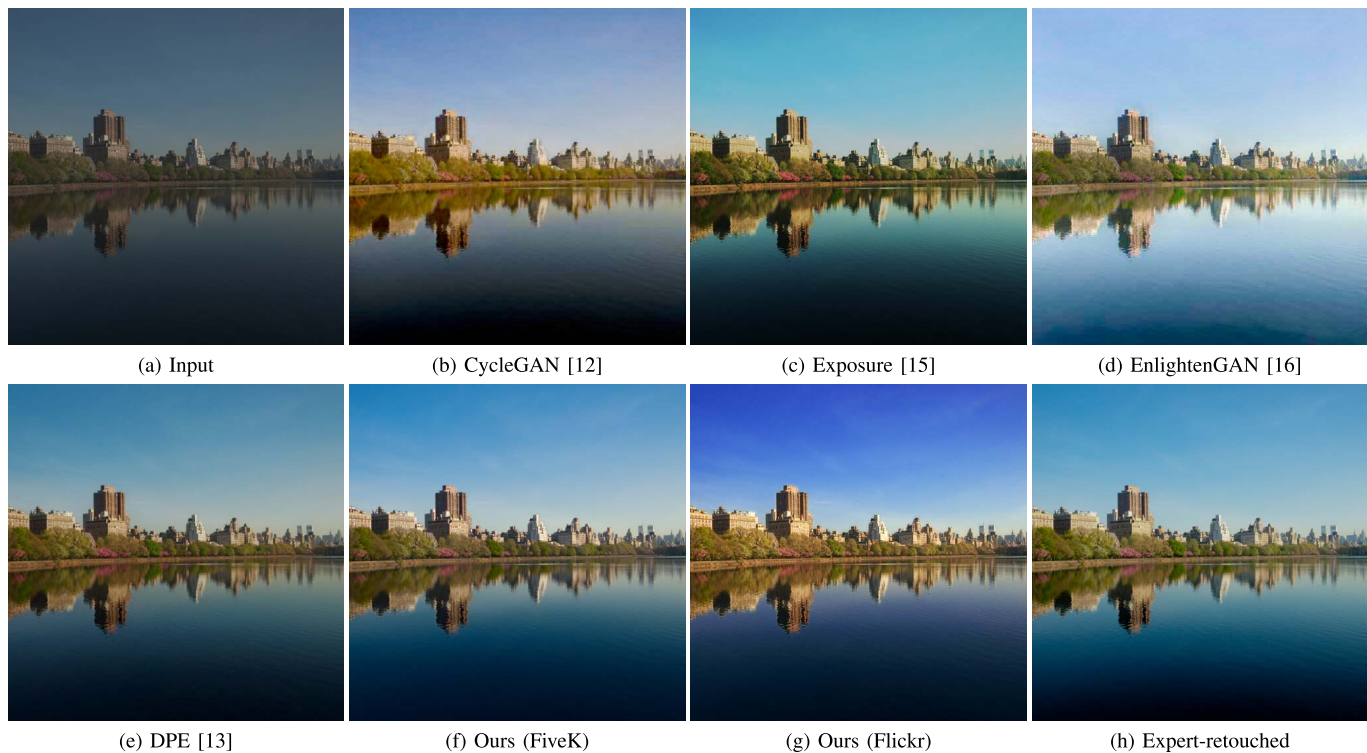 (a) Input
(b) CycleGAN [12]
(c) Exposure [15]
(d) EnlightenGAN [16]
(e) DPE [13]
(f) Ours (FiveK)
(g) Ours (Flickr)
(h) Expert-retouched